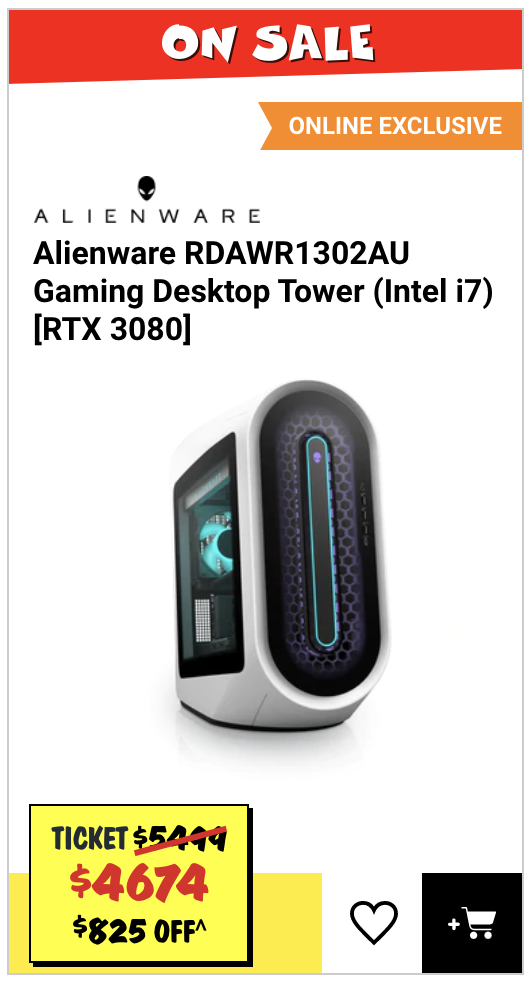 ON SALE
ONLINE EXCLUSIVE
ALIENWARE
Alienware RDAWR1302AU
Gaming Desktop Tower (Intel i7)
[RTX 3080]
TICKET $5499
$4674
$825 OFF^
+